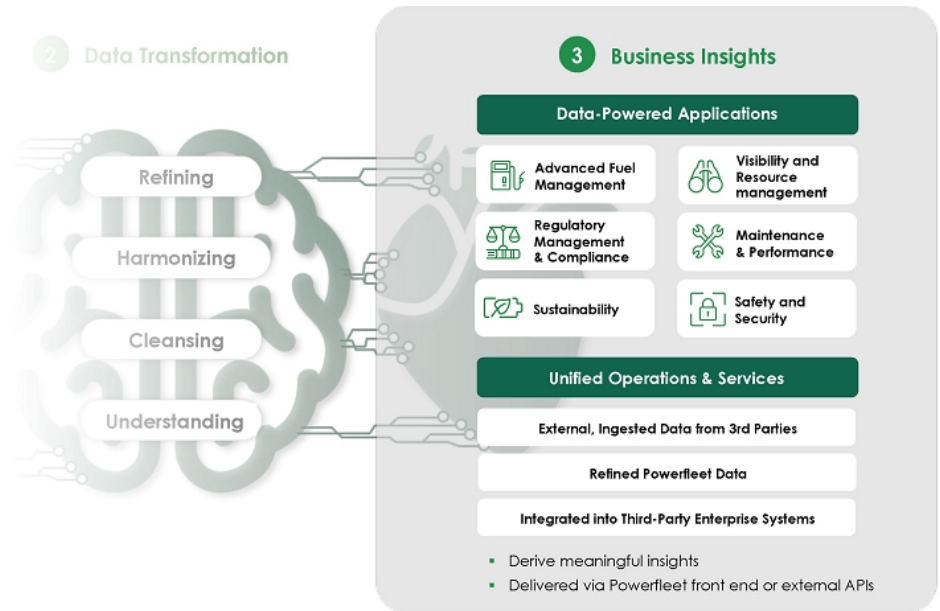 2 Data Transformation
Refining
Harmonizing
Cleansing
Understanding
3 Business Insights
Data-Powered Applications
Advanced Fuel
Management
Visibility and
Resource
management
Regulatory
Management
& Compliance
Maintenance
& Performance
Sustainability
Safety and
Security
Unified Operations & Services
External, Ingested Data from 3rd Parties
Refined Powerfleet Data
Integrated into Third-Party Enterprise Systems
▪ Derive meaningful insights
▪ Delivered via Powerfleet front end or external APIs